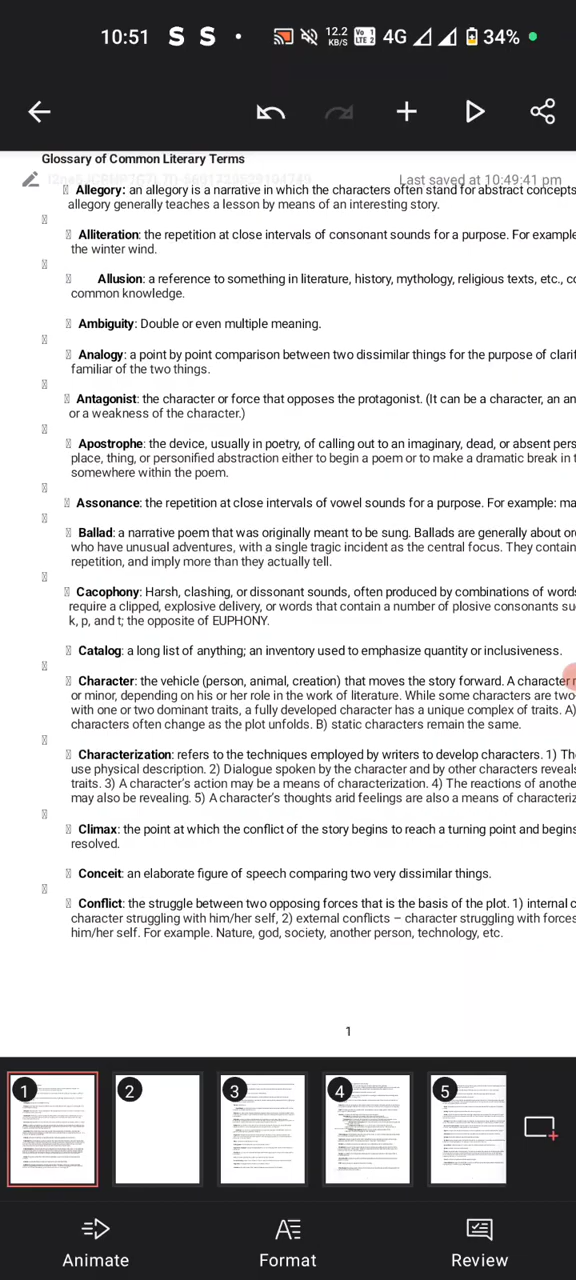 10:51 S S • 12.2 KB/S Vo 1 LTE 2 4G 34%
Glossary of Common Literary Terms
Last saved at 10:49:41 pm
Allegory: an allegory is a narrative in which the characters often stand for abstract concepts
allegory generally teaches a lesson by means of an interesting story.
Alliteration: the repetition at close intervals of consonant sounds for a purpose. For example
the winter wind.
Allusion: a reference to something in literature, history, mythology, religious texts, etc., co
common knowledge.
Ambiguity: Double or even multiple meaning.
Analogy: a point by point comparison between two dissimilar things for the purpose of clarif
familiar of the two things.
Antagonist: the character or force that opposes the protagonist. (It can be a character, an an
or a weakness of the character.)
Apostrophe: the device, usually in poetry, of calling out to an imaginary, dead, or absent pers
place, thing, or personified abstraction either to begin a poem or to make a dramatic break in t
somewhere within the poem.
Assonance: the repetition at close intervals of vowel sounds for a purpose. For example: ma
Ballad: a narrative poem that was originally meant to be sung. Ballads are generally about or
who have unusual adventures, with a single tragic incident as the central focus. They contain
repetition, and imply more than they actually tell.
Cacophony: Harsh, clashing, or dissonant sounds, often produced by combinations of words
require a clipped, explosive delivery, or words that contain a number of plosive consonants su
k, p, and t; the opposite of EUPHONY.
Catalog: a long list of anything; an inventory used to emphasize quantity or inclusiveness.
Character: the vehicle (person, animal, creation) that moves the story forward. A character
or minor, depending on his or her role in the work of literature. While some characters are two
with one or two dominant traits, a fully developed character has a unique complex of traits. A)
characters often change as the plot unfolds. B) static characters remain the same.
Characterization: refers to the techniques employed by writers to develop characters. 1) Th
use physical description. 2) Dialogue spoken by the character and by other characters reveals
traits. 3) A character's action may be a means of characterization. 4) The reactions of anothe
may also be revealing. 5) A character's thoughts arid feelings are also a means of characteriz
Climax: the point at which the conflict of the story begins to reach a turning point and begins
resolved.
Conceit: an elaborate figure of speech comparing two very dissimilar things.
Conflict: the struggle between two opposing forces that is the basis of the plot. 1) internal c
character struggling with him/her self, 2) external conflicts – character struggling with forces
him/her self. For example. Nature, god, society, another person, technology, etc.
1
1 2 3 4 5
Animate Format Review